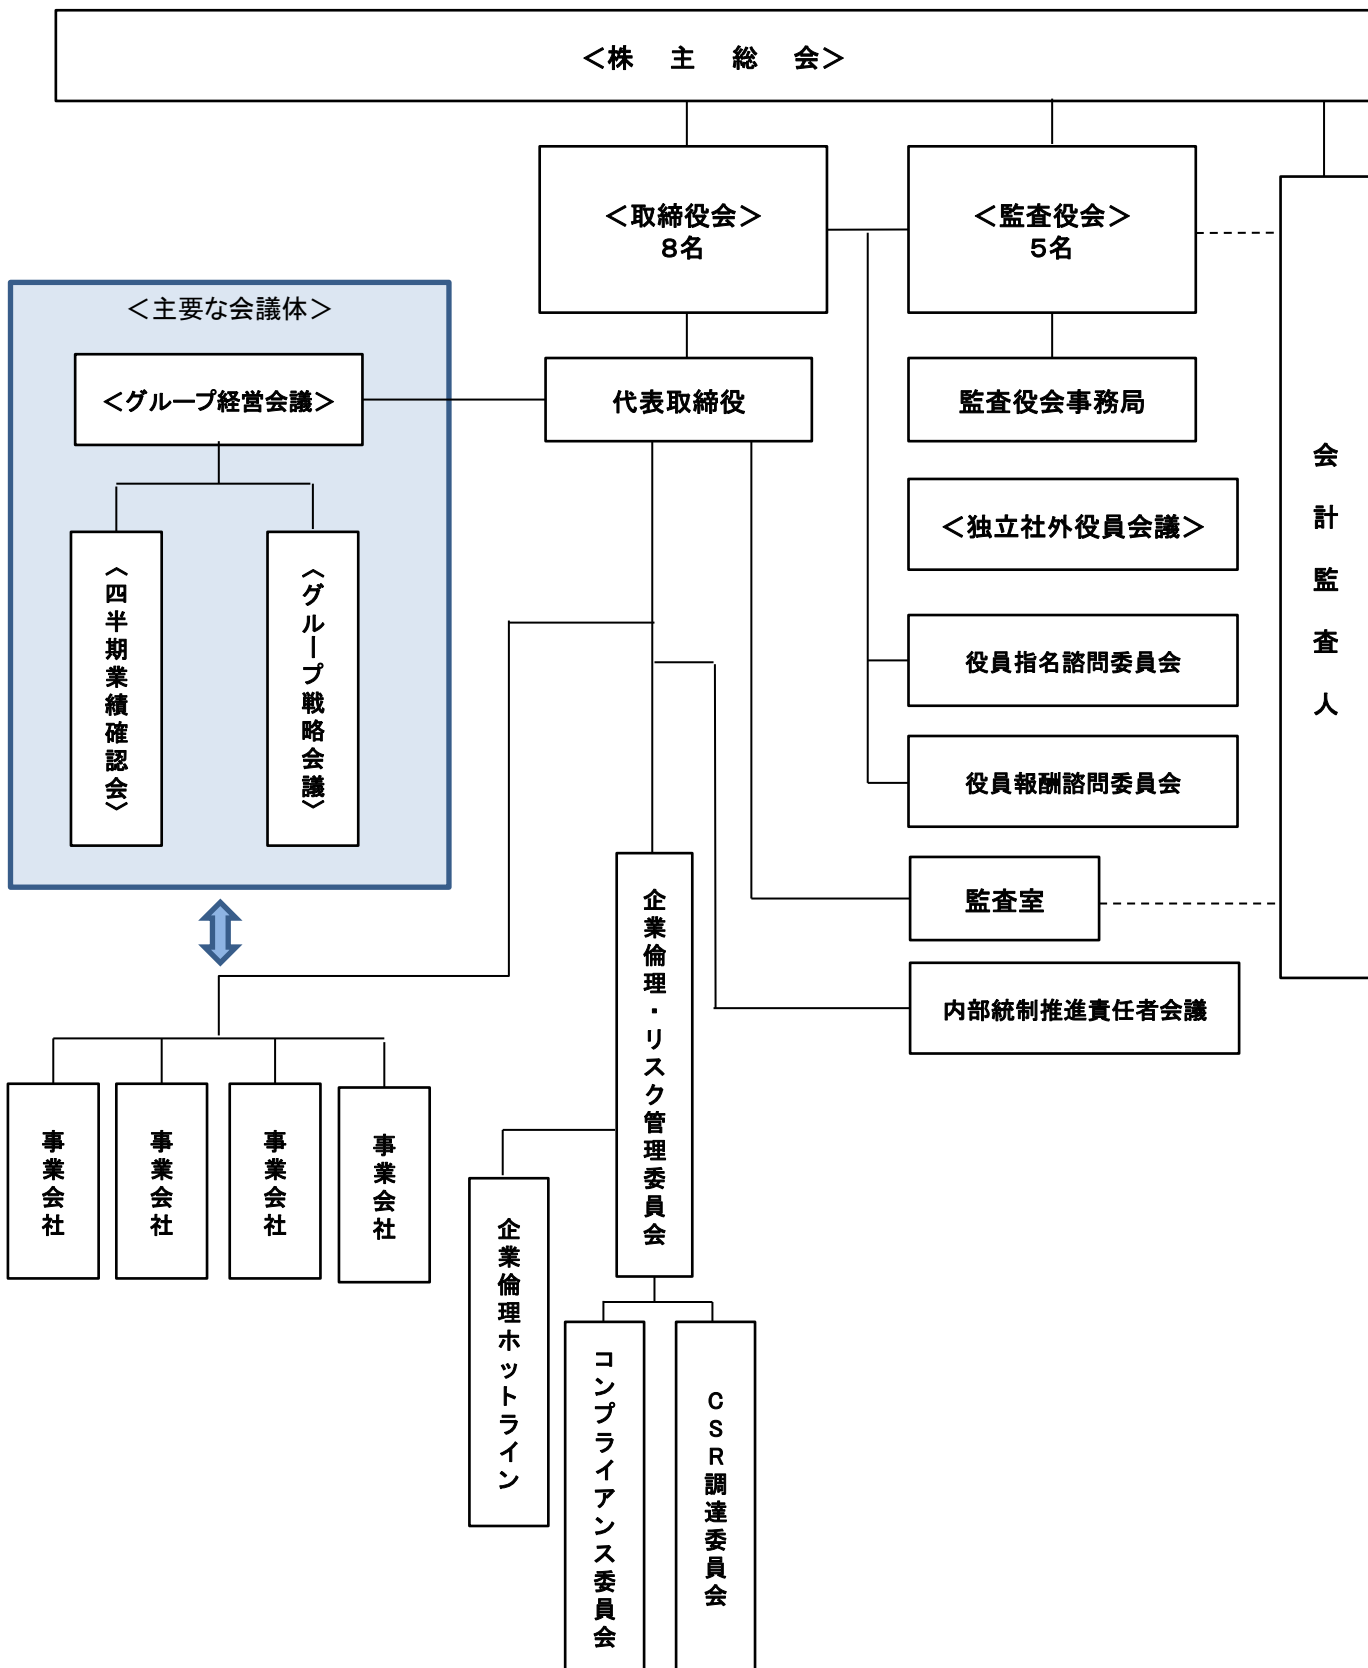 ＜株　主　総　会＞
＜取締役会＞
８名
＜監査役会＞
５名
＜主要な会議体＞
＜グループ経営会議＞
代表取締役
監査役会事務局
会計監査人
＜独立社外役員会議＞
＜四半期業績確認会＞
＜グループ戦略会議＞
役員指名諮問委員会
役員報酬諮問委員会
監査室
企業倫理・リスク管理委員会
内部統制推進責任者会議
事業会社
事業会社
事業会社
事業会社
企業倫理ホットライン
コンプライアンス委員会
ＣＳＲ調達委員会